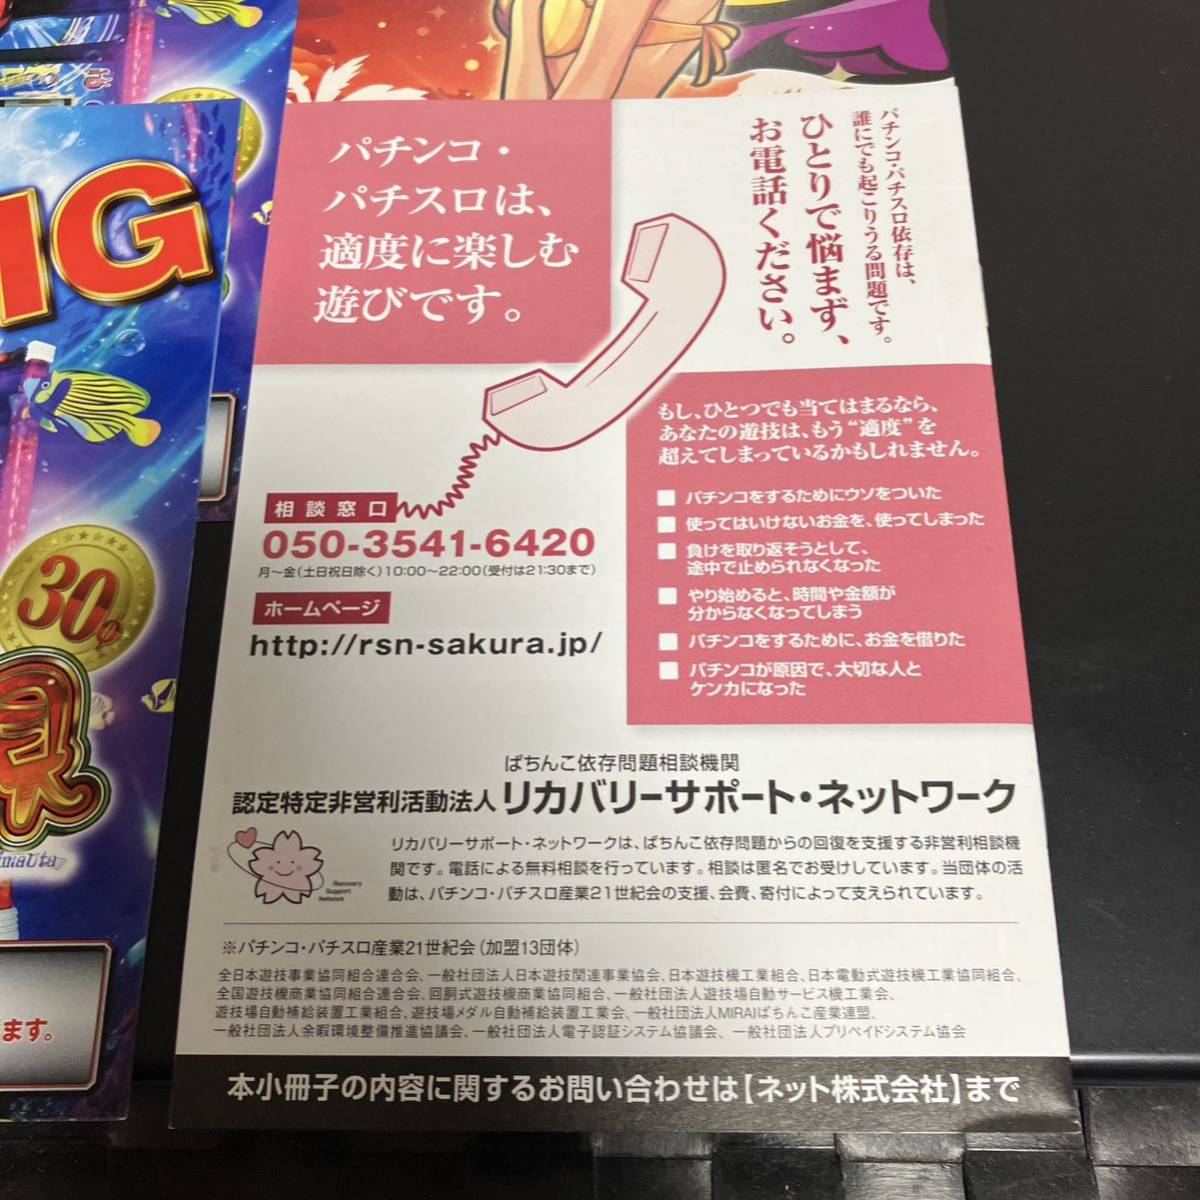 NG
30¢
ます。
パチンコ・
パチスロは、
適度に楽しむ
遊びです。
パチンコ・パチスロ依存は、
誰にでも起こりうる問題です。
ひとりで悩まず、
お電話ください。
もし、ひとつでも当てはまるなら、
あなたの遊技は、もう“適度”を
超えてしまっているかもしれません。
パチンコをするためにウソをついた
使ってはいけないお金を、使ってしまった
負けを取り返そうとして、
途中で止められなくなった
やり始めると、時間や金額が
分からなくなってしまう
パチンコをするために、お金を借りた
パチンコが原因で、大切な人と
ケンカになった
相談窓口
050-3541-6420
月〜金(土日祝日除く)10:00〜22:00(受付は21:30まで)
ホームページ
http://rsn-sakura.jp/
ぱちんこ依存問題相談機関
認定特定非営利活動法人 リカバリーサポート・ネットワーク
Recovery
Support
Network
リカバリーサポート・ネットワークは、ぱちんこ依存問題からの回復を支援する非営利相談機
関です。電話による無料相談を行っています。相談は匿名でお受けしています。当団体の活
動は、パチンコ・パチスロ産業21世紀会の支援、会費、寄付によって支えられています。
※パチンコ・パチスロ産業21世紀会(加盟13団体)
全日本遊技事業協同組合連合会、一般社団法人日本遊技関連事業協会、日本遊技機工業組合、日本電動式遊技機工業協同組合、
全国遊技機商業協同組合連合会、回胴式遊技機商業協同組合、一般社団法人遊技場自動サービス機工業会、
遊技場自動補給装置工業組合、遊技場メダル自動補給装置工業会、一般社団法人MIRAIぱちんこ産業連盟、
一般社団法人余暇環境整備推進協議会、一般社団法人電子認証システム協議会、一般社団法人プリペイドシステム協会
本小冊子の内容に関するお問い合わせは【ネット株式会社】まで